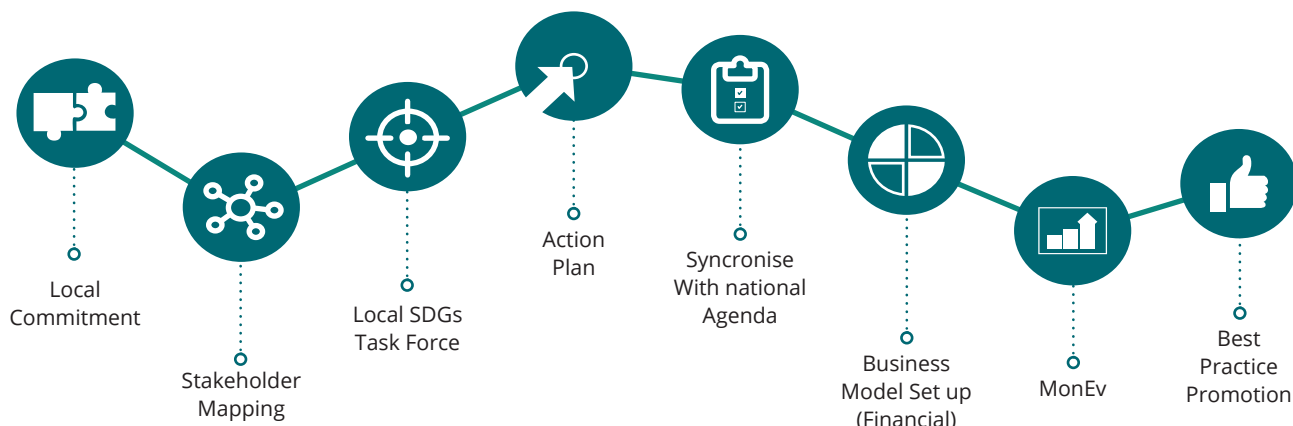 Local
Commitment
Stakeholder
Mapping
Local SDGs
Task Force
Action
Plan
Syncronise
With national
Agenda
Business
Model Set up
(Financial)
MonEv
Best
Practice
Promotion